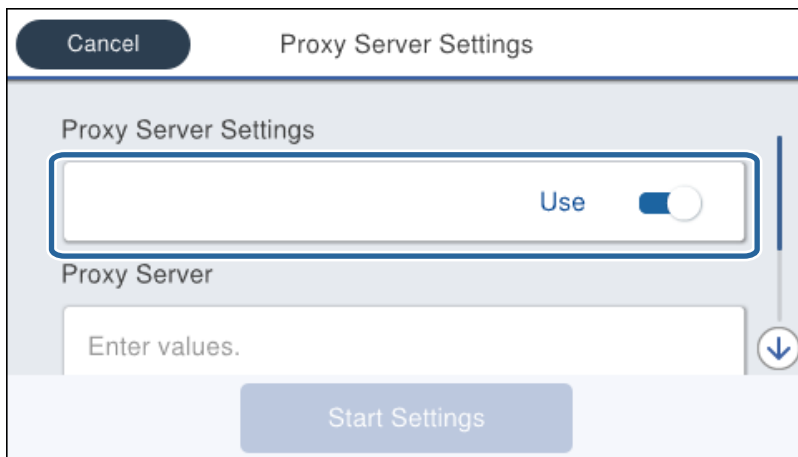 Cancel
Proxy Server Settings
Proxy Server Settings
Use
Proxy Server
Enter values.
Start Settings